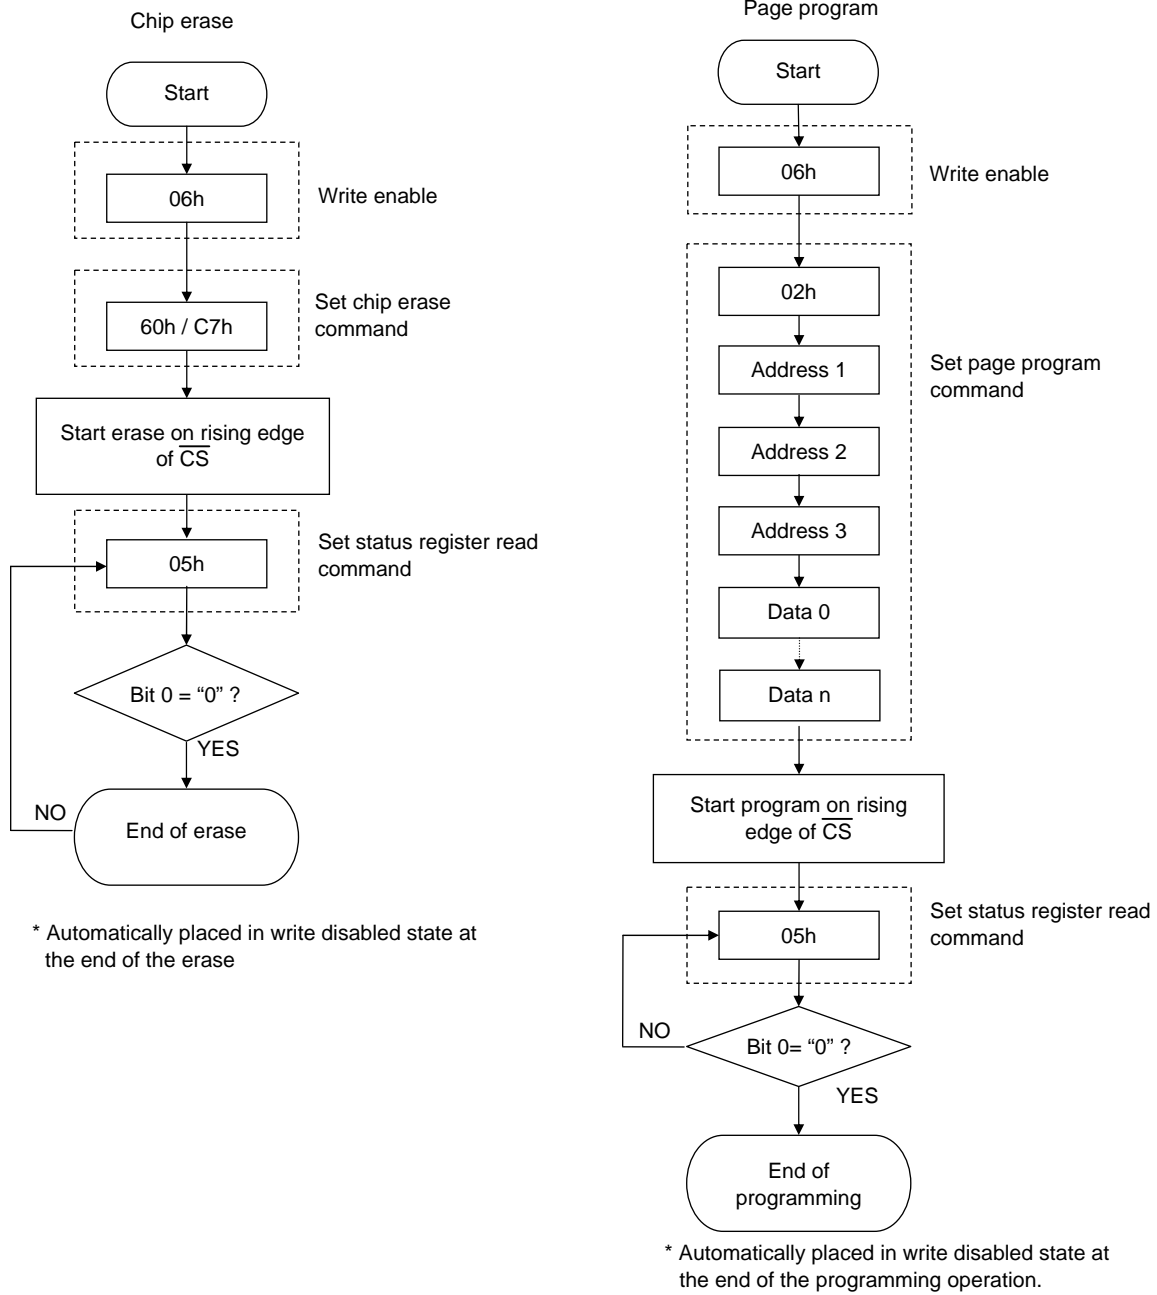 Chip erase
Start
06h
Write enable
60h / C7h
Set chip erase
command
Start erase on rising edge
of C̅S̅
05h
Set status register read
command
Bit 0 = “0” ?
YES
NO
End of erase
* Automatically placed in write disabled state at
the end of the erase
Page program
Start
06h
Write enable
02h
Address 1
Set page program
command
Address 2
Address 3
Data 0
Data n
Start program on rising
edge of C̅S̅
05h
Set status register read
command
NO
Bit 0= “0” ?
YES
End of
programming
* Automatically placed in write disabled state at
the end of the programming operation.